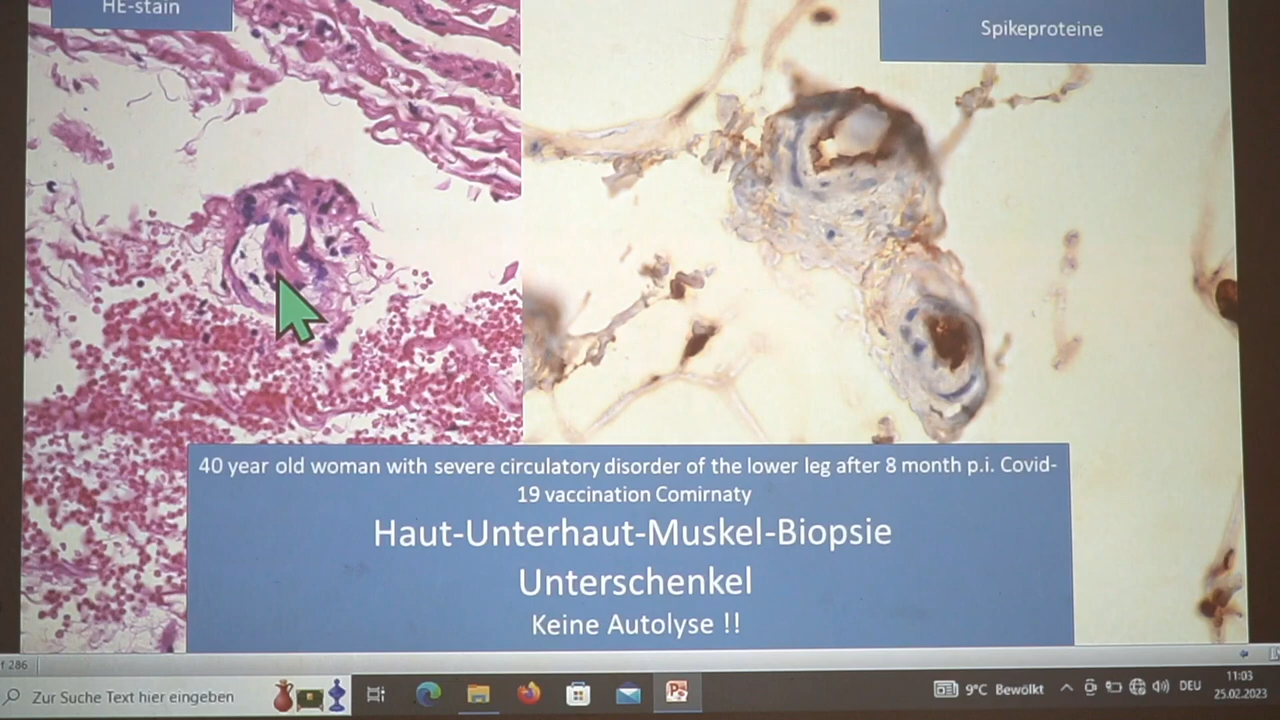 HE-stain
Spikeproteine
40 year old woman with severe circulatory disorder of the lower leg after 8 month p.i. Covid-
19 vaccination Comirnaty
Haut-Unterhaut-Muskel-Biopsie
Unterschenkel
Keine Autolyse !!
286
Zur Suche Text hier eingeben
9°C Bewölkt
DEU
11:03
25.02.2023